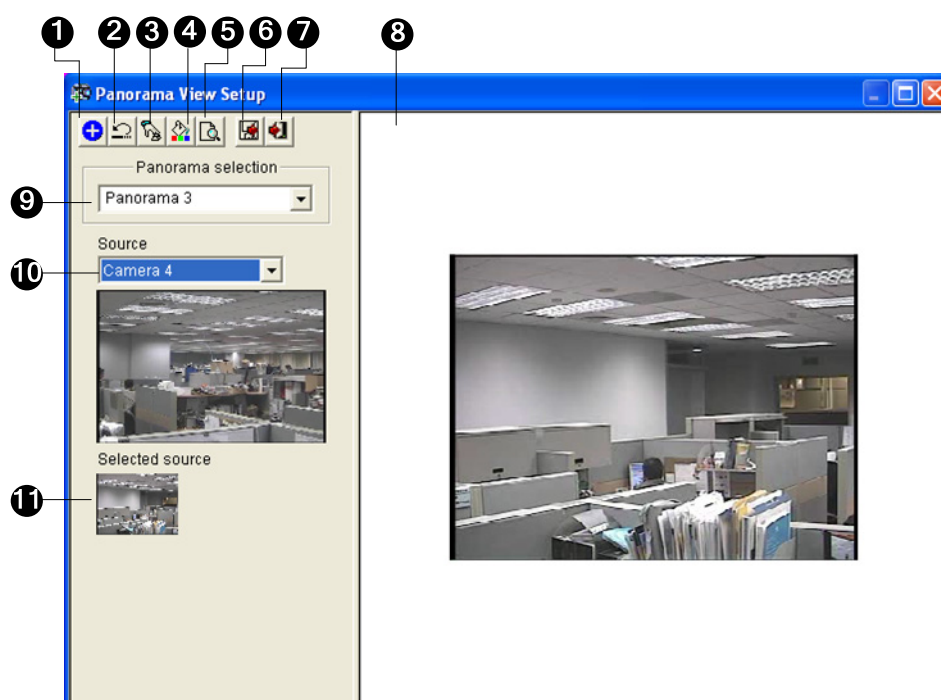 1 2 3 4 5 6 7 8
Panorama View Setup
Panorama selection
9 Panorama 3
Source
10 Camera 4
Selected source
11